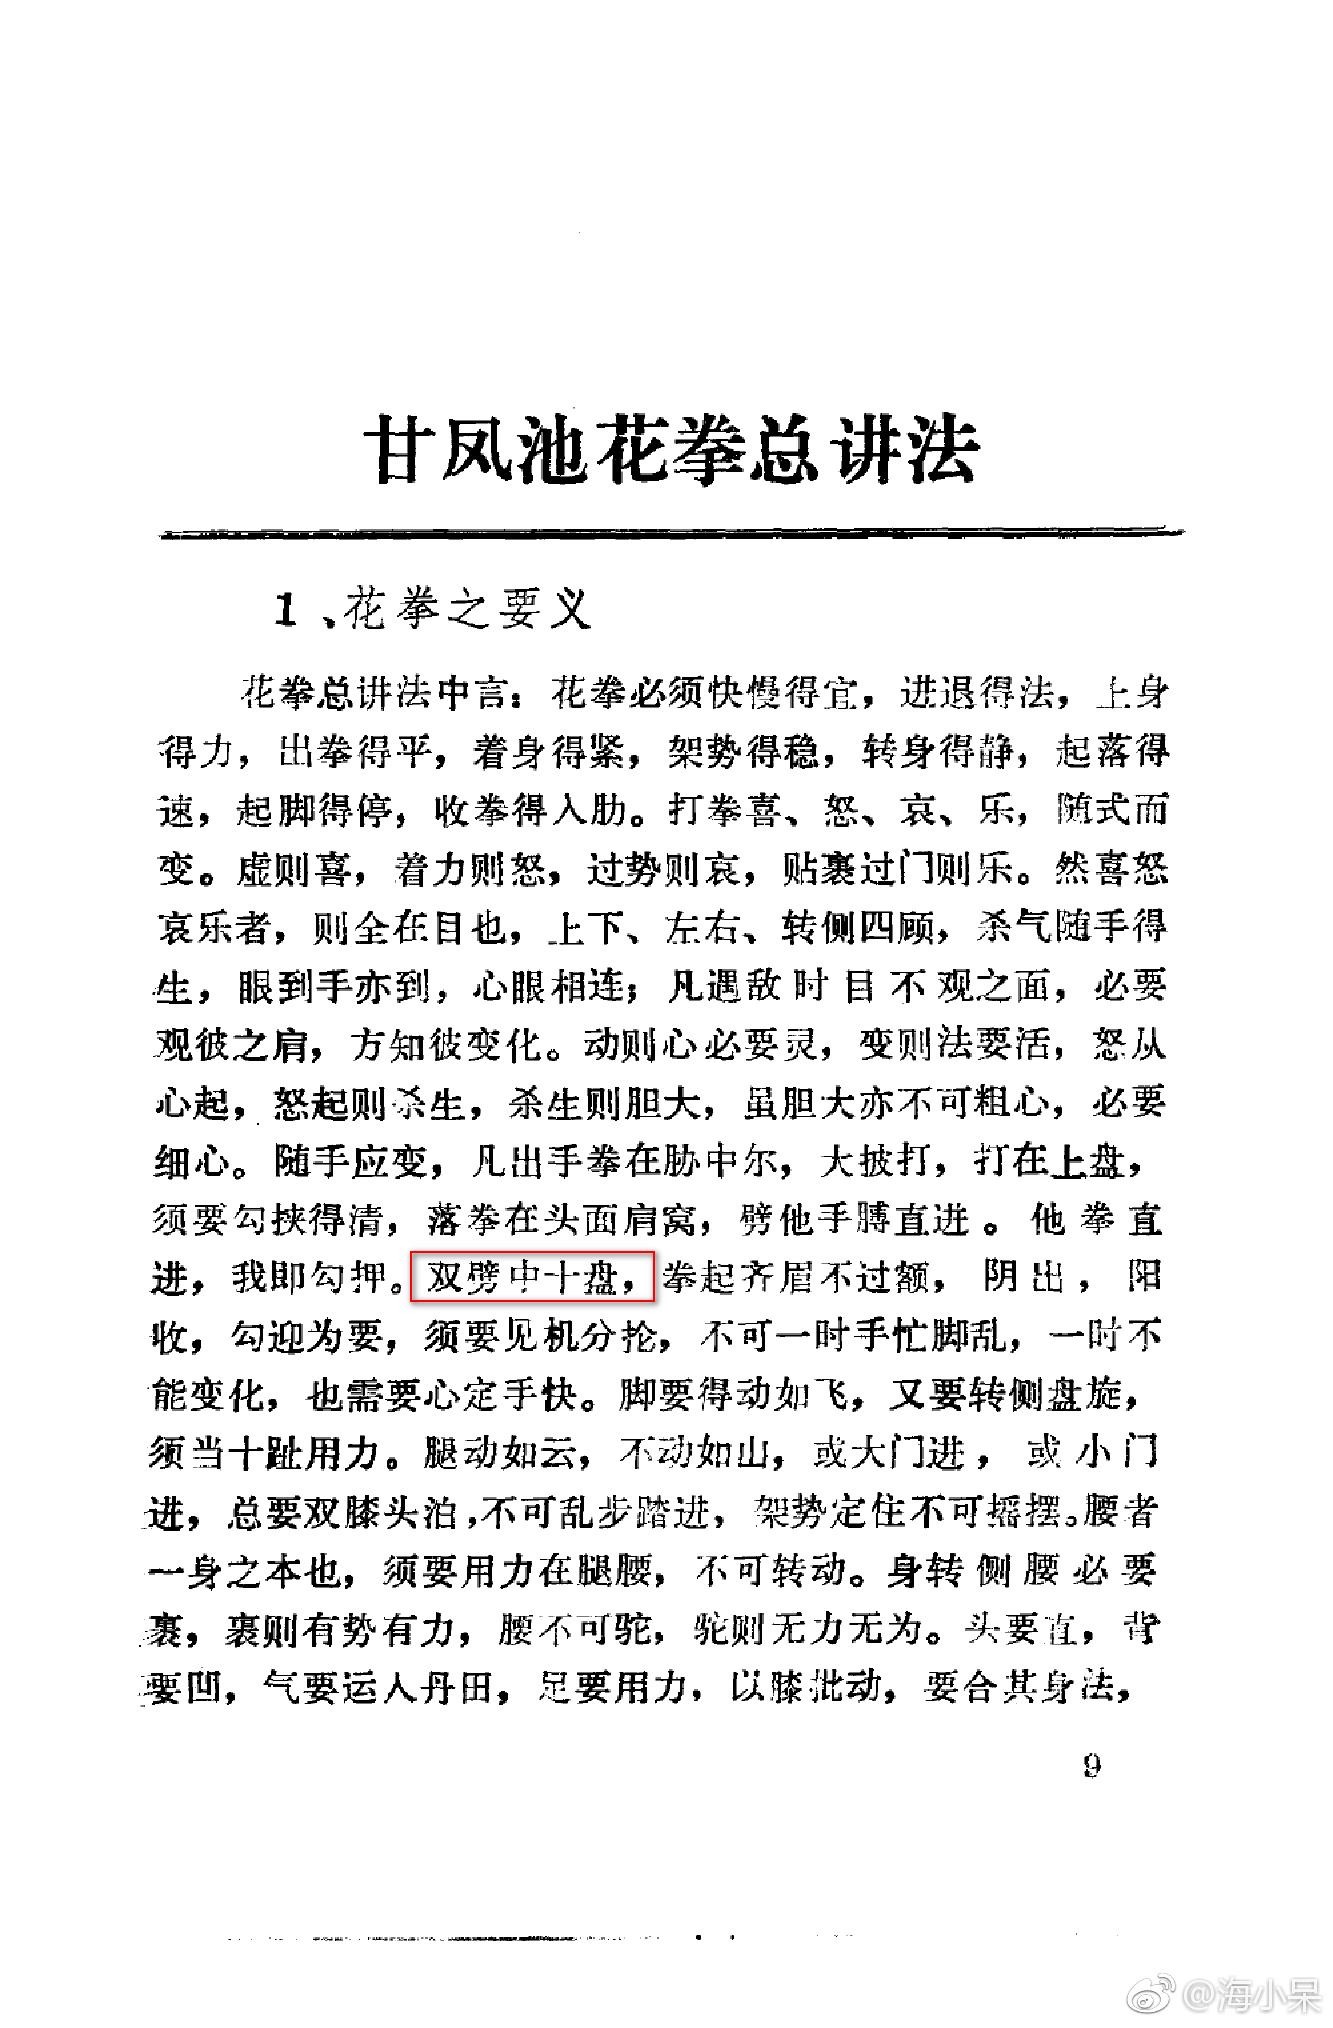 甘凤池花拳总讲法
1、花拳之要义
花拳总讲法中言：花拳必须快慢得宜，进退得法，上身
得力，出拳得平，着身得紧，架势得稳，转身得静，起落得
速，起脚得停，收拳得入肋。打拳喜、怒、哀、乐，随式而
变。虚则喜，着力则怒，过势则哀，贴裹过门则乐。然喜怒
哀乐者，则全在目也，上下、左右、转侧四顾，杀气随手得
生，眼到手亦到，心眼相连；凡遇敌时目不观之面，必要
观彼之肩，方知彼变化。动则心必要灵，变则法要活，怒从
心起，怒起则杀生，杀生则胆大，虽胆大亦不可粗心，必要
细心。随手应变，凡出手拳在胁中尔，大披打，打在上盘，
须要勾挟得清，落拳在头面肩窝，劈他手膊直进。他拳直
进，我即勾押。双劈中十盘，拳起齐眉不过额，阴出，阳
收，勾迎为要，须要见机分抡，不可一时手忙脚乱，一时不
能变化，也需要心定手快。脚要得动如飞，又要转侧盘旋，
须当十趾用力。腿动如云，不动如山，或大门进，或小门
进，总要双膝头泊，不可乱步踏进，架势定住不可摇摆。腰者
一身之本也，须要用力在腿腰，不可转动。身转侧腰必要
裹，裹则有势有力，腰不可驼，驼则无力无为。头要直，背
要凹，气要运人丹田，足要用力，以膝批动，要合其身法，
9
@海小呆